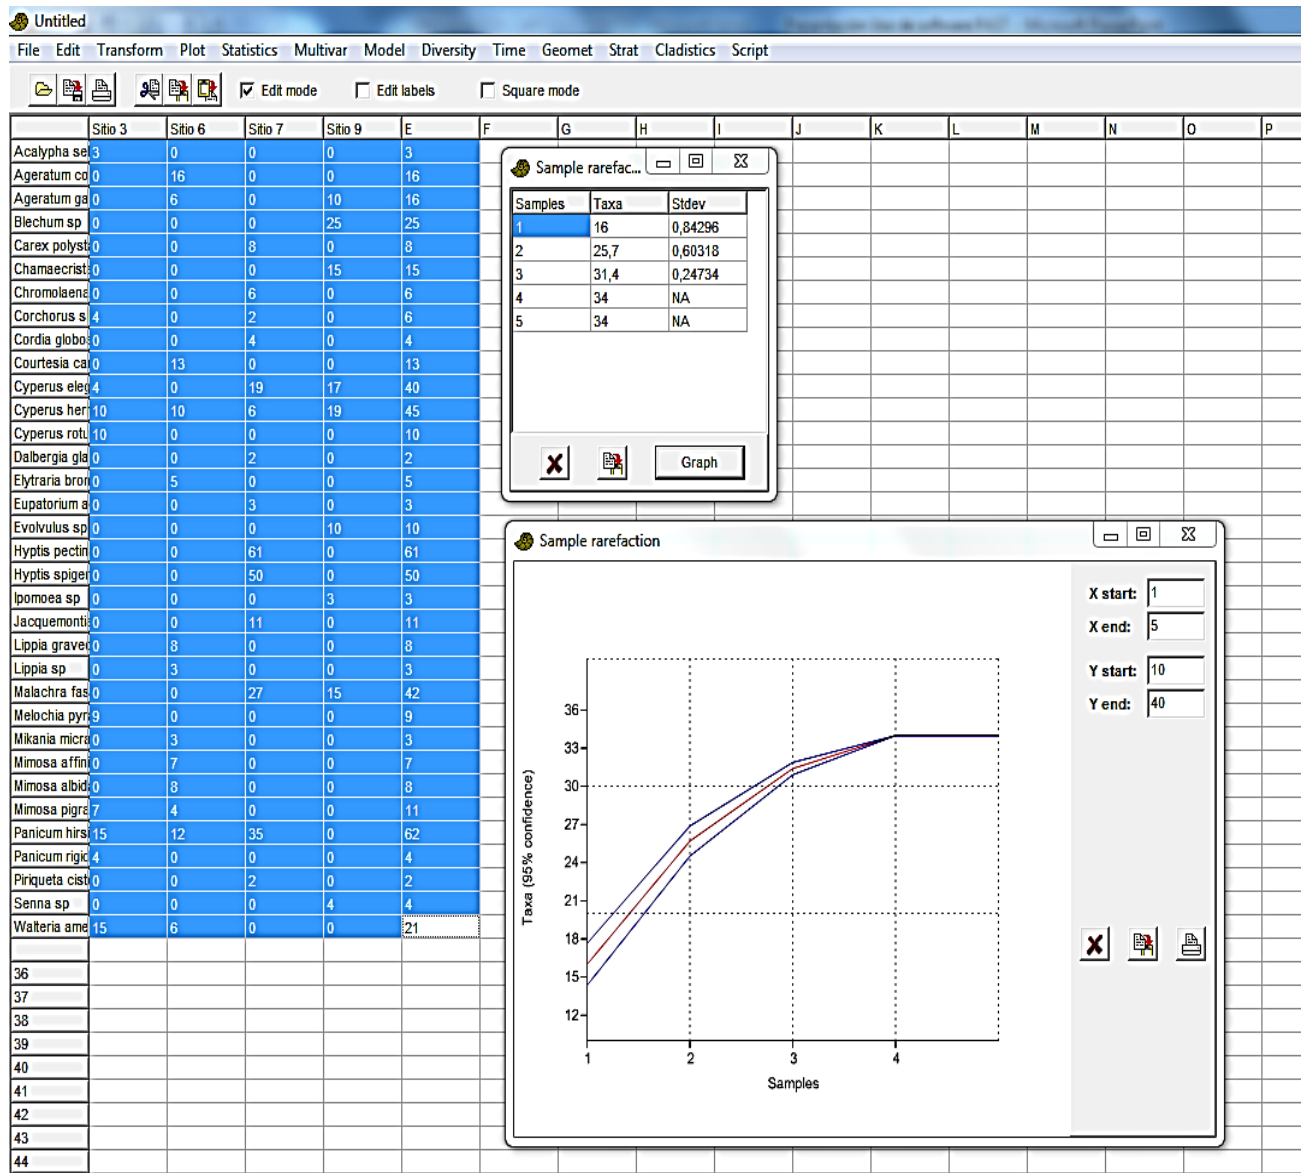 Untitled
File Edit Transform Plot Statistics Multivar Model Diversity Time Geomet Strat Cladistics Script
Edit mode Edit labels Square mode
Sitio 3 Sitio 6 Sitio 7 Sitio 9 E F G H I J K L M N O P
Acalypha sel 3 0 0 0 3
Ageratum co 0 16 0 0 16
Ageratum ga 0 6 0 10 16
Blechum sp 0 0 0 25 25
Carex polyst 0 0 8 0 8
Chamaecrist 0 0 0 15 15
Chromolaena 0 0 6 0 6
Corchorus s 4 0 2 0 6
Cordia globo 0 0 4 0 4
Courtesia ca 0 13 0 0 13
Cyperus eleg 4 0 19 17 40
Cyperus her 10 10 6 19 45
Cyperus rotu 10 0 0 0 10
Dalbergia gla 0 0 2 0 2
Elytraria brom 0 5 0 0 5
Eupatorium a 0 0 3 0 3
Evolvulus sp 0 0 0 10 10
Hyptis pectin 0 0 61 0 61
Hyptis spiger 0 0 50 0 50
Ipomoea sp 0 0 0 3 3
Jacquemonti 0 0 11 0 11
Lippia grave 0 8 0 0 8
Lippia sp 0 3 0 0 3
Malachra fas 0 0 27 15 42
Melochia pyr 9 0 0 0 9
Mikania micra 0 3 0 0 3
Mimosa affin 0 7 0 0 7
Mimosa albid 0 8 0 0 8
Mimosa pigra 7 4 0 0 11
Panicum hirs 15 12 35 0 62
Panicum rigid 4 0 0 0 4
Piriqueta cist 0 0 2 0 2
Senna sp 0 0 0 4 4
Walteria ame 15 6 0 0 21
36
37
38
39
40
41
42
43
44
Sample rarefac...
Samples Taxa Stdev
1 16 0,84296
2 25,7 0,60318
3 31,4 0,24734
4 34 NA
5 34 NA
Graph
Sample rarefaction
X start: 1
X end: 5
Y start: 10
Y end: 40
Taxa (95% confidence)
36
33
30
27
24
21
18
15
12
1 2 3 4
Samples